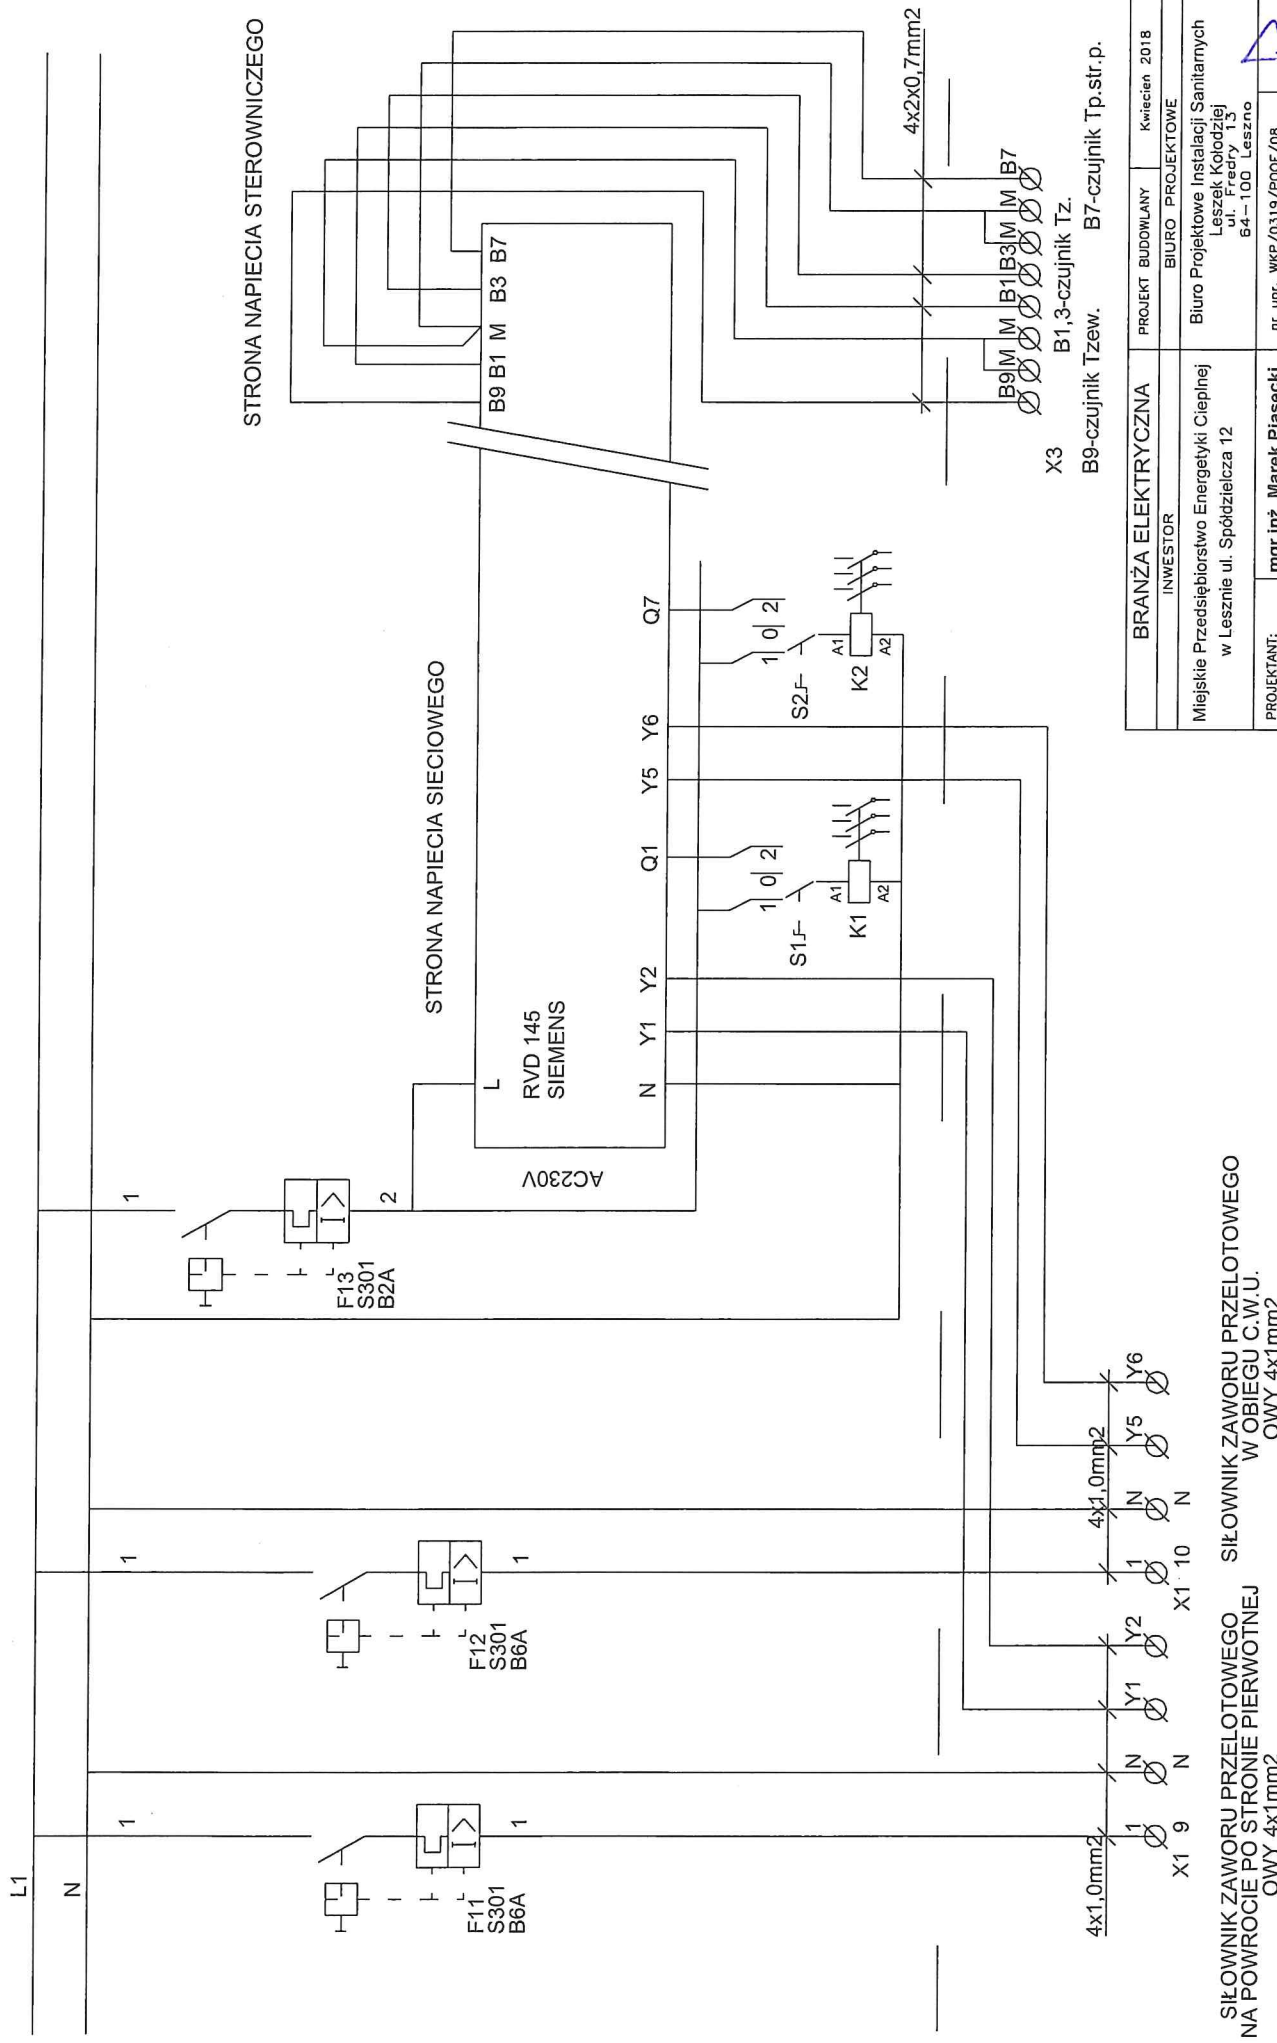 L1
N
1
F11
S301
B6A
1
1
F12
S301
B6A
1
1
F13
S301
B2A
2
AC230V
STRONA NAPIECIA SIECIOWEGO
STRONA NAPIECIA STEROWNICZEGO
L
RVD 145
SIEMENS
N Y1 Y2 Q1 Y5 Y6 Q7
B9 B1 M B3 B7
1 0 2
S1
A1
K1
A2
1 0 2
S2
A1
K2
A2
4x1,0mm2
1 N Y1 Y2
X1 9 N
4x1,0mm2
1 N Y5 Y6
X1 10 N
SIŁOWNIK ZAWORU PRZELOTOWEGO
NA POWROCIE PO STRONIE PIERWOTNEJ
OWY 4x1mm2
SIŁOWNIK ZAWORU PRZELOTOWEGO
W OBIEGU C.W.U.
OWY 4x1mm2
4x2x0,7mm2
B9 M M B1 B3 M M B7
X3
B1,3-czujnik Tz.
B9-czujnik Tzew.
B7-czujnik Tp.str.p.
BRANŻA ELEKTRYCZNA
PROJEKT BUDOWLANY
Kwiecień 2018
INWESTOR
BIURO PROJEKTOWE
Miejskie Przedsiębiorstwo Energetyki Cieplnej
w Lesznie ul. Spółdzielcza 12
Biuro Projektowe Instalacji Sanitarnych
Leszek Kołodziej
ul. Fredry 13
64-100 Leszno
PROJEKTANT:
mgr inż. Marek Piasecki
nr upr. WKP/0319/POOE/08